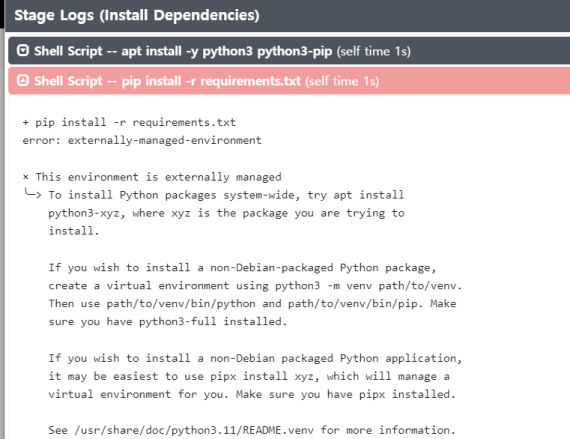 Stage Logs (Install Dependencies)
Shell Script -- apt install -y python3 python3-pip (self time 1s)
Shell Script -- pip install -r requirements.txt (self time 1s)
+ pip install -r requirements.txt
error: externally-managed-environment
× This environment is externally managed
╰─> To install Python packages system-wide, try apt install
python3-xyz, where xyz is the package you are trying to
install.
If you wish to install a non-Debian-packaged Python package,
create a virtual environment using python3 -m venv path/to/venv.
Then use path/to/venv/bin/python and path/to/venv/bin/pip. Make
sure you have python3-full installed.
If you wish to install a non-Debian packaged Python application,
it may be easiest to use pipx install xyz, which will manage a
virtual environment for you. Make sure you have pipx installed.
See /usr/share/doc/python3.11/README.venv for more information.